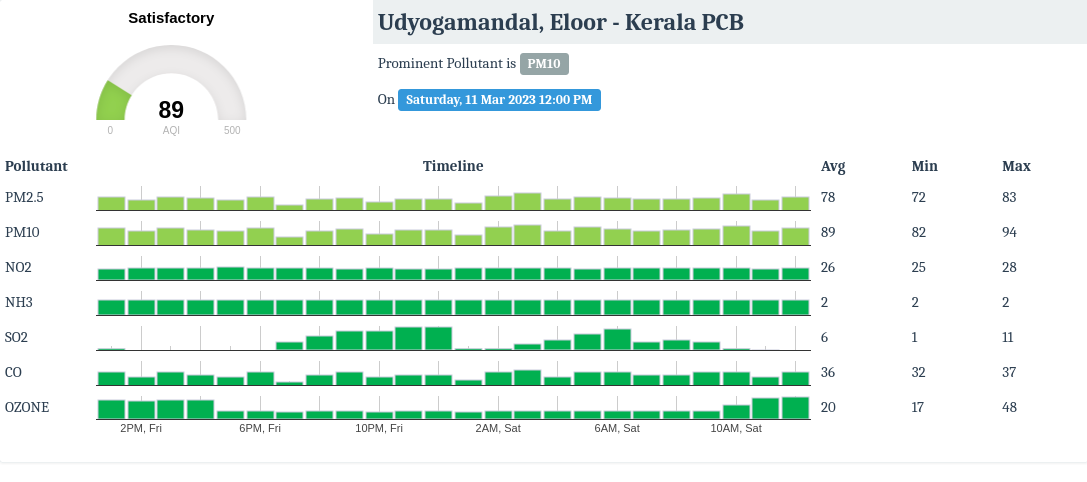 Satisfactory
89
0 AQI 500
Udyogamandal, Eloor - Kerala PCB
Prominent Pollutant is PM10
On Saturday, 11 Mar 2023 12:00 PM
Pollutant Timeline Avg Min Max
PM2.5 78 72 83
PM10 89 82 94
NO2 26 25 28
NH3 2 2 2
SO2 6 1 11
CO 36 32 37
OZONE 20 17 48
2PM, Fri 6PM, Fri 10PM, Fri 2AM, Sat 6AM, Sat 10AM, Sat